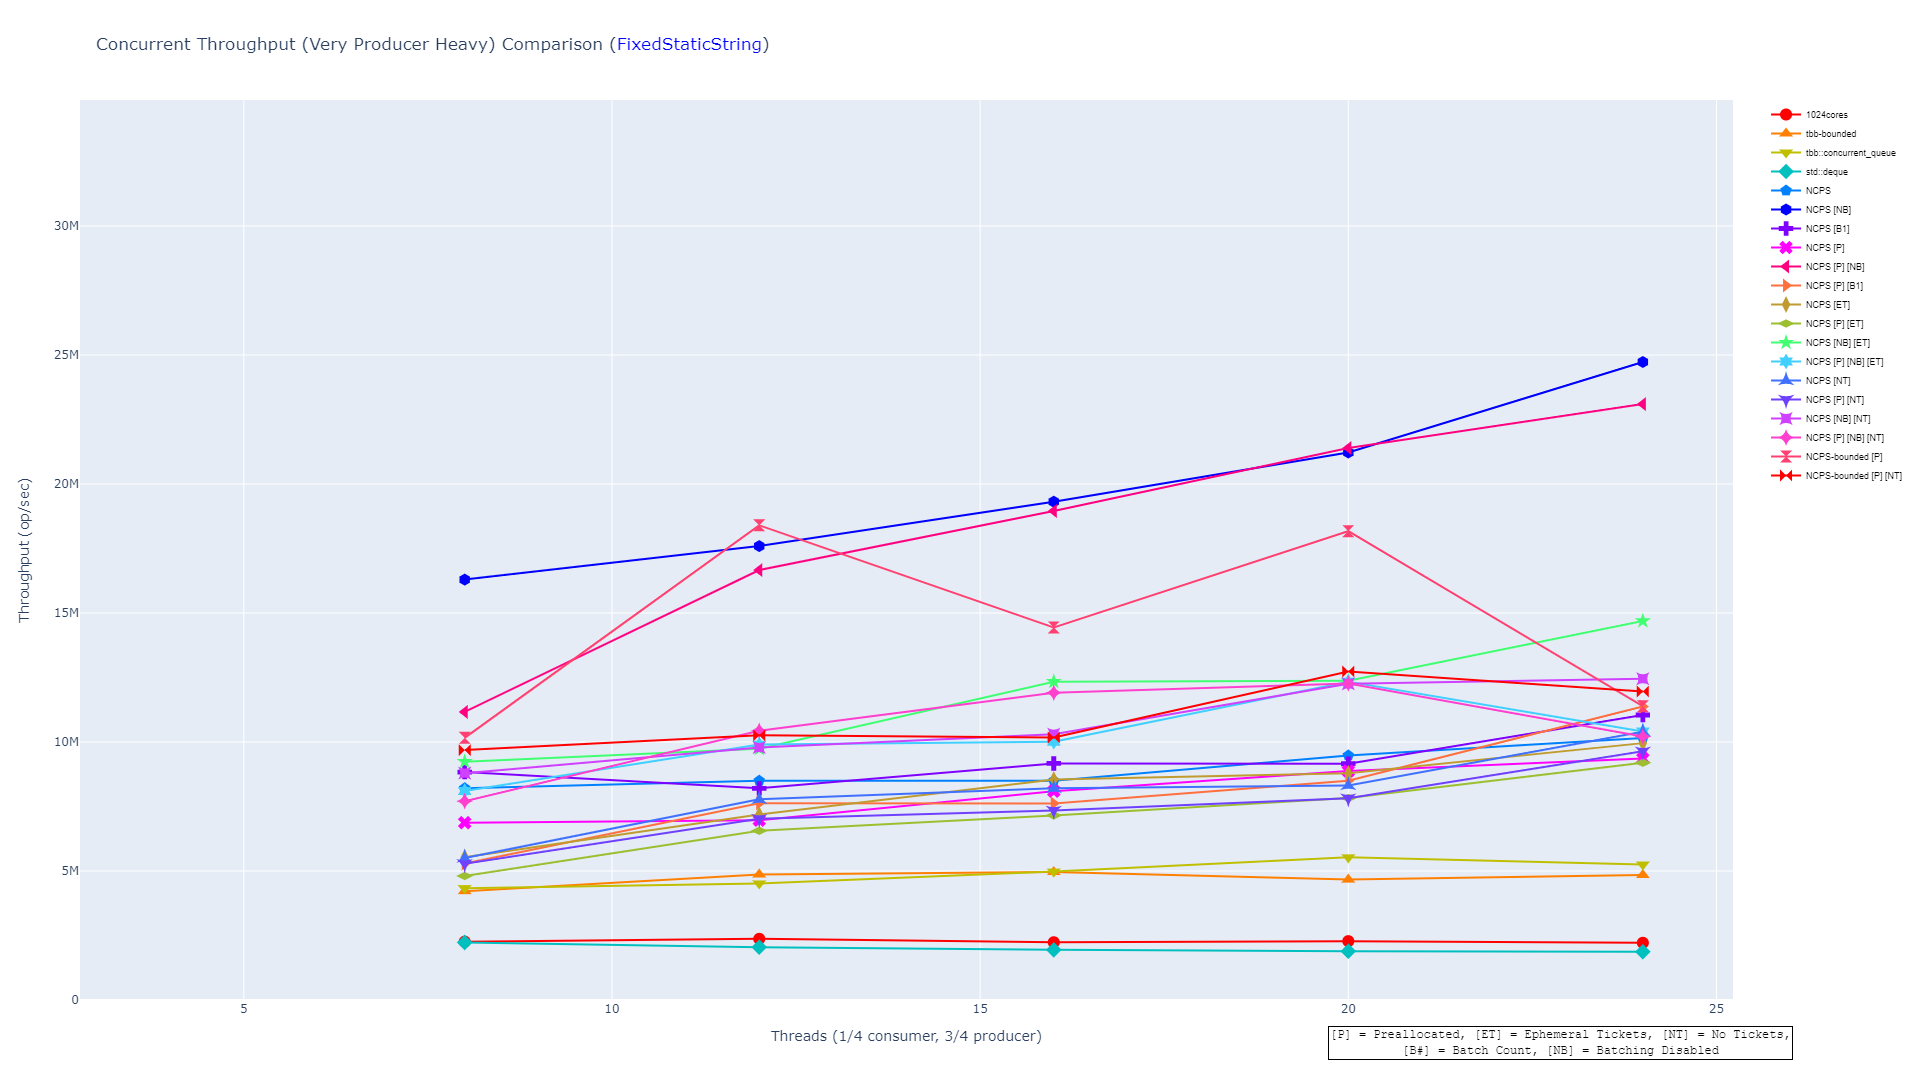 Concurrent Throughput (Very Producer Heavy) Comparison (FixedStaticString)
1024cores
tbb-bounded
tbb::concurrent_queue
std::deque
NCPS
NCPS [NB]
NCPS [B1]
NCPS [P]
NCPS [P] [NB]
NCPS [P] [B1]
NCPS [ET]
NCPS [P] [ET]
NCPS [NB] [ET]
NCPS [P] [NB] [ET]
NCPS [NT]
NCPS [P] [NT]
NCPS [NB] [NT]
NCPS [P] [NB] [NT]
NCPS-bounded [P]
NCPS-bounded [P] [NT]
Throughput (op/sec)
30M
25M
20M
15M
10M
5M
0
5
10
15
20
25
Threads (1/4 consumer, 3/4 producer)
[P] = Preallocated, [ET] = Ephemeral Tickets, [NT] = No Tickets,
[B#] = Batch Count, [NB] = Batching Disabled